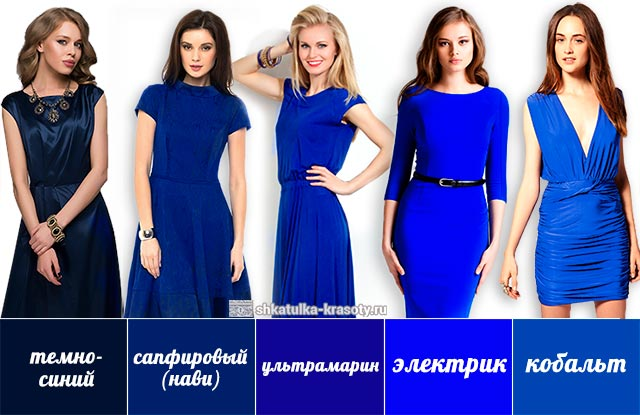 shkatulka-krasoty.ru
темно-
синий
сапфировый
(нави)
ультрамарин
электрик
кобальт